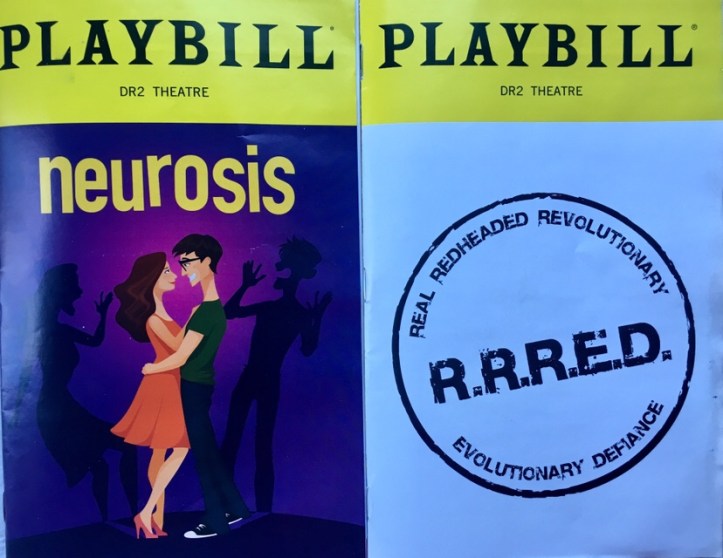 PLAYBILL®
DR2 THEATRE
neurosis
PLAYBILL®
DR2 THEATRE
REAL REDHEADED REVOLUTIONARY
R.R.R.E.D.
EVOLUTIONARY DEFIANCE